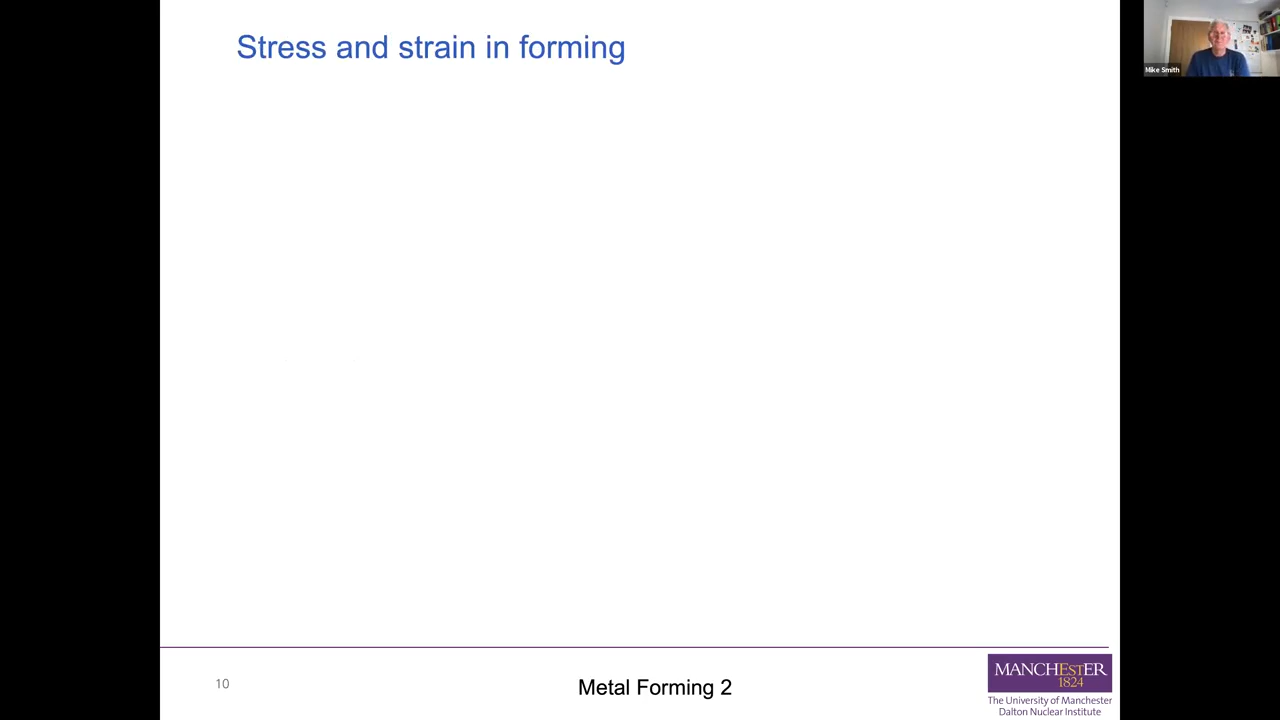 Stress and strain in forming
Mike Smith
10
Metal Forming 2
MANCHESTER
1824
The University of Manchester
Dalton Nuclear Institute